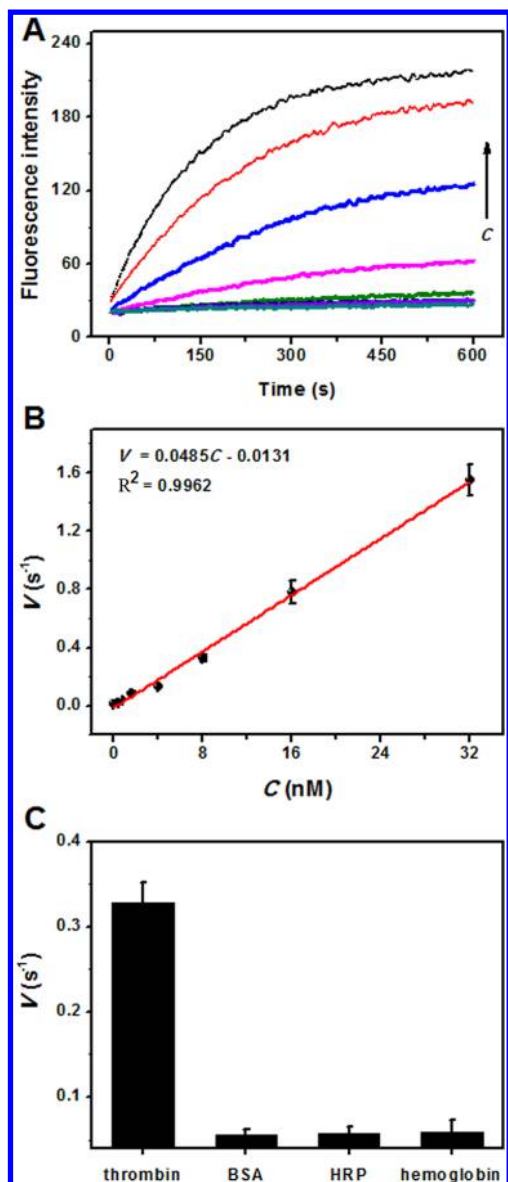 A
240
180
120
60
0
Fluorescence intensity
C
0 150 300 450 600
Time (s)
B
V = 0.0485C - 0.0131
R² = 0.9962
1.6
1.2
0.8
0.4
0.0
V (s⁻¹)
0 8 16 24 32
C (nM)
C
0.4
0.3
0.2
0.1
V (s⁻¹)
thrombin BSA HRP hemoglobin